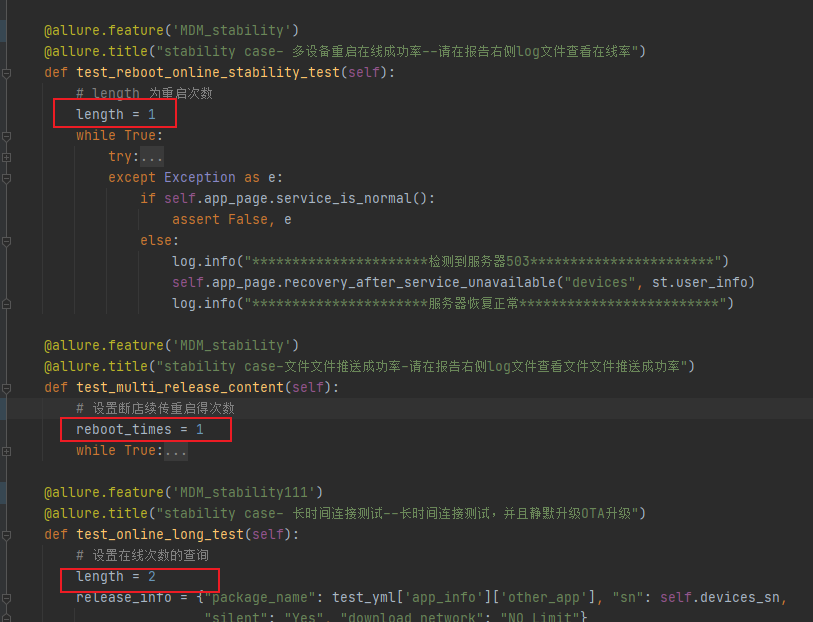 @allure.feature('MDM_stability')
@allure.title("stability case- 多设备重启在线成功率--请在报告右侧log文件查看在线率")
def test_reboot_online_stability_test(self):
# length 为重启次数
length = 1
while True:
try:...
except Exception as e:
if self.app_page.service_is_normal():
assert False, e
else:
log.info("**********************检测到服务器503***********************")
self.app_page.recovery_after_service_unavailable("devices", st.user_info)
log.info("**********************服务器恢复正常*************************")
@allure.feature('MDM_stability')
@allure.title("stability case-文件文件推送成功率-请在报告右侧log文件查看文件文件推送成功率")
def test_multi_release_content(self):
# 设置断店续传重启得次数
reboot_times = 1
while True:...
@allure.feature('MDM_stability111')
@allure.title("stability case- 长时间连接测试--长时间连接测试，并且静默升级OTA升级")
def test_online_long_test(self):
# 设置在线次数的查询
length = 2
release_info = {"package_name": test_yml['app_info']['other_app'], "sn": self.devices_sn,
"silent": "Yes", "download_network": "NO Limit"}